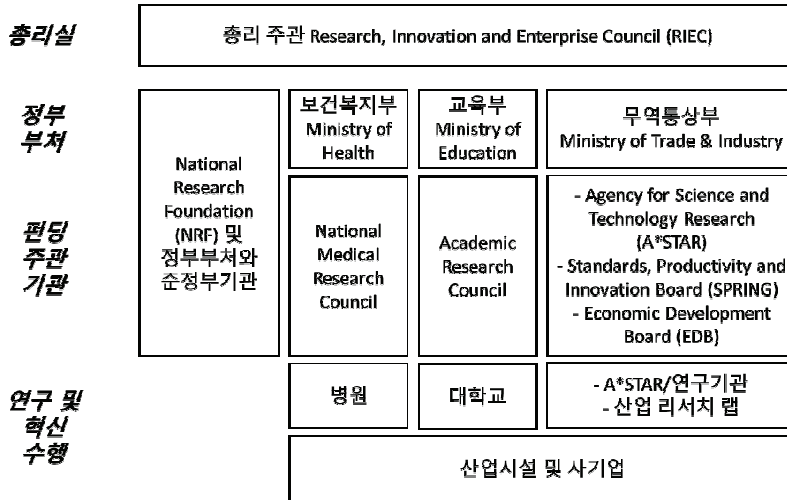 총리실
총리 주관 Research, Innovation and Enterprise Council (RIEC)
정부
부처
National
Research
Foundation
(NRF) 및
정부부처와
준정부기관
보건복지부
Ministry of
Health
교육부
Ministry of
Education
무역통상부
Ministry of Trade & Industry
펀딩
주관
기관
National
Medical
Research
Council
Academic
Research
Council
- Agency for Science and
Technology Research
(A*STAR)
- Standards, Productivity and
Innovation Board (SPRING)
- Economic Development
Board (EDB)
연구 및
혁신
수행
병원
대학교
- A*STAR/연구기관
- 산업 리서치 랩
산업시설 및 사기업